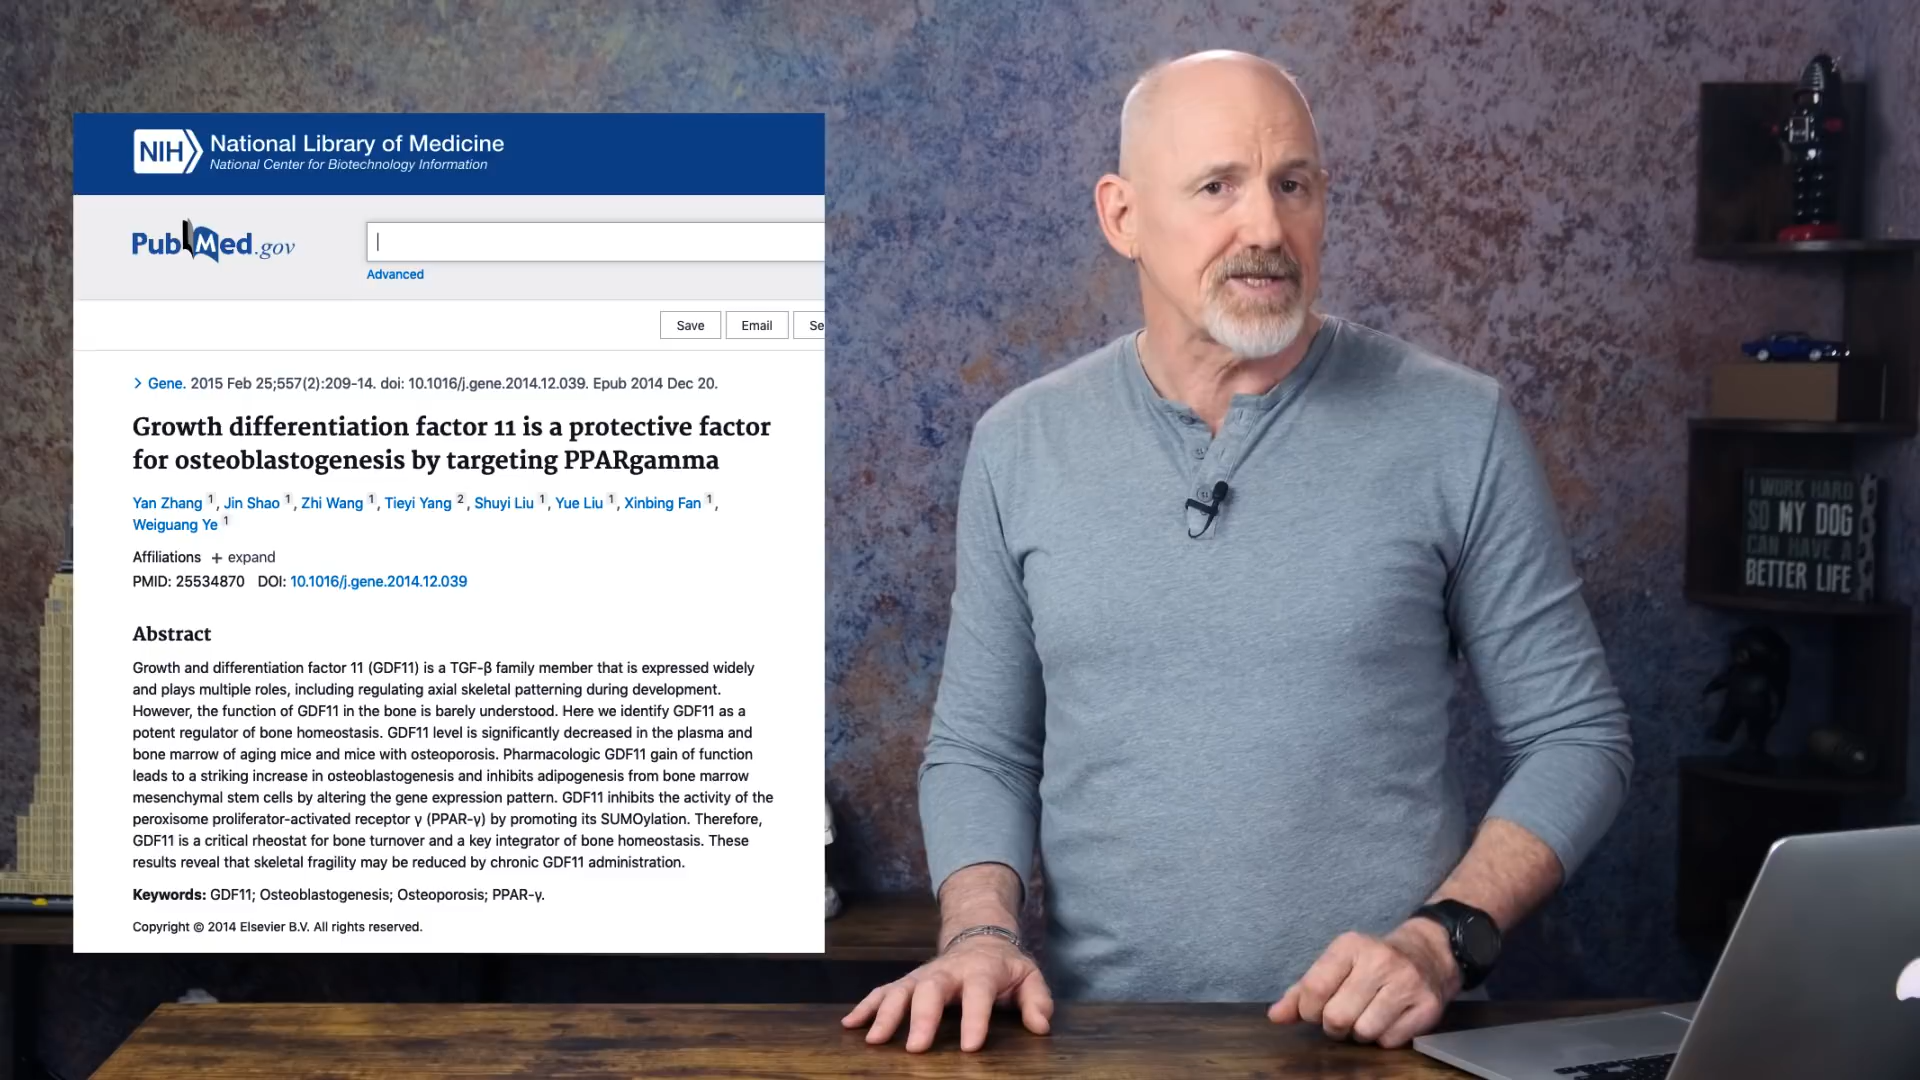 NIH National Library of Medicine
National Center for Biotechnology Information
PubMed.gov
Advanced
Save Email Se
> Gene. 2015 Feb 25;557(2):209-14. doi: 10.1016/j.gene.2014.12.039. Epub 2014 Dec 20.
Growth differentiation factor 11 is a protective factor
for osteoblastogenesis by targeting PPARgamma
Yan Zhang 1, Jin Shao 1, Zhi Wang 1, Tieyi Yang 2, Shuyi Liu 1, Yue Liu 1, Xinbing Fan 1,
Weiguang Ye 1
Affiliations + expand
PMID: 25534870 DOI: 10.1016/j.gene.2014.12.039
Abstract
Growth and differentiation factor 11 (GDF11) is a TGF-β family member that is expressed widely
and plays multiple roles, including regulating axial skeletal patterning during development.
However, the function of GDF11 in the bone is barely understood. Here we identify GDF11 as a
potent regulator of bone homeostasis. GDF11 level is significantly decreased in the plasma and
bone marrow of aging mice and mice with osteoporosis. Pharmacologic GDF11 gain of function
leads to a striking increase in osteoblastogenesis and inhibits adipogenesis from bone marrow
mesenchymal stem cells by altering the gene expression pattern. GDF11 inhibits the activity of the
peroxisome proliferator-activated receptor γ (PPAR-γ) by promoting its SUMOylation. Therefore,
GDF11 is a critical rheostat for bone turnover and a key integrator of bone homeostasis. These
results reveal that skeletal fragility may be reduced by chronic GDF11 administration.
Keywords: GDF11; Osteoblastogenesis; Osteoporosis; PPAR-γ.
Copyright © 2014 Elsevier B.V. All rights reserved.
I WORK HARD
SO MY DOG
CAN HAVE A
BETTER LIFE